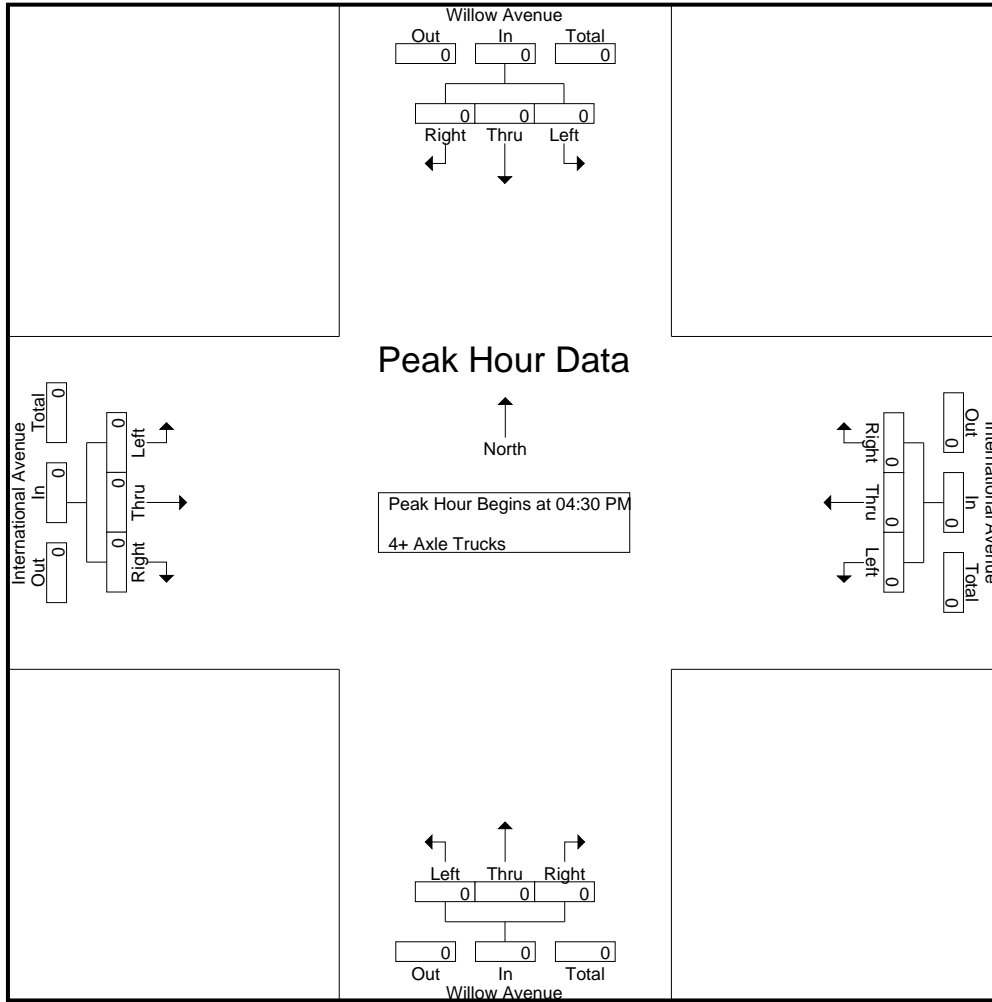 Willow Avenue
Out In Total
0 0 0
0 0 0
Right Thru Left
Peak Hour Data
North
Peak Hour Begins at 04:30 PM
4+ Axle Trucks
International Avenue
Total In Out
0 0 0
0 0 0
Left Thru Right
Right Thru Left
0 0 0
0 0 0
Out In Total
International Avenue
Left Thru Right
0 0 0
0 0 0
Out In Total
Willow Avenue